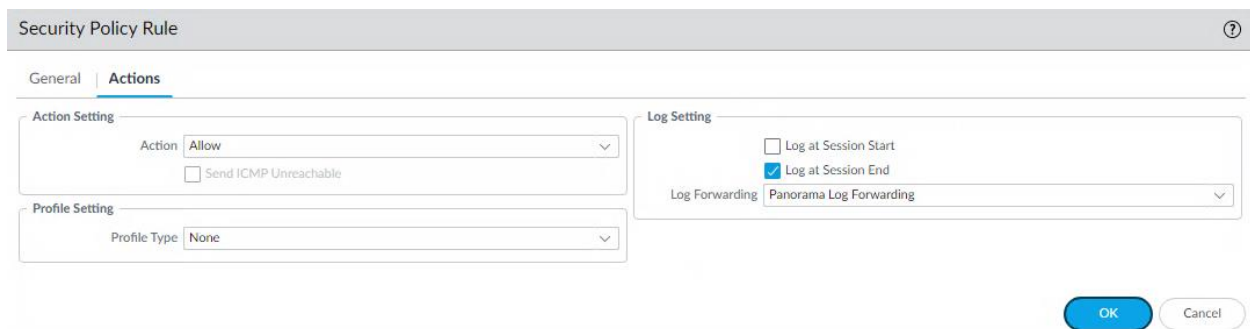 Security Policy Rule
General | Actions
Action Setting
Action Allow
Send ICMP Unreachable
Profile Setting
Profile Type None
Log Setting
Log at Session Start
Log at Session End
Log Forwarding Panorama Log Forwarding
OK Cancel